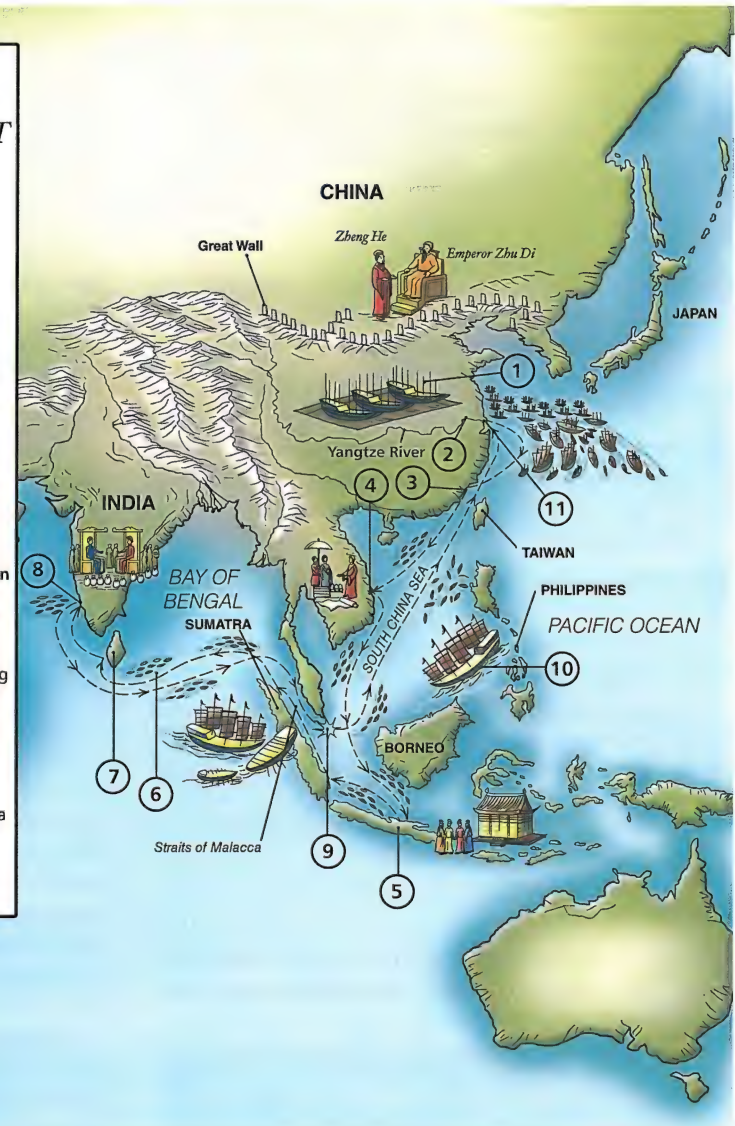 T
CHINA
Great Wall
Zheng He
Emperor Zhu Di
JAPAN
1
Yangtze River
2
4
3
11
INDIA
TAIWAN
n
8
BAY OF
BENGAL
SUMATRA
SOUTH CHINA SEA
PHILIPPINES
PACIFIC OCEAN
10
g
BORNEO
7
6
a
Straits of Malacca
9
5